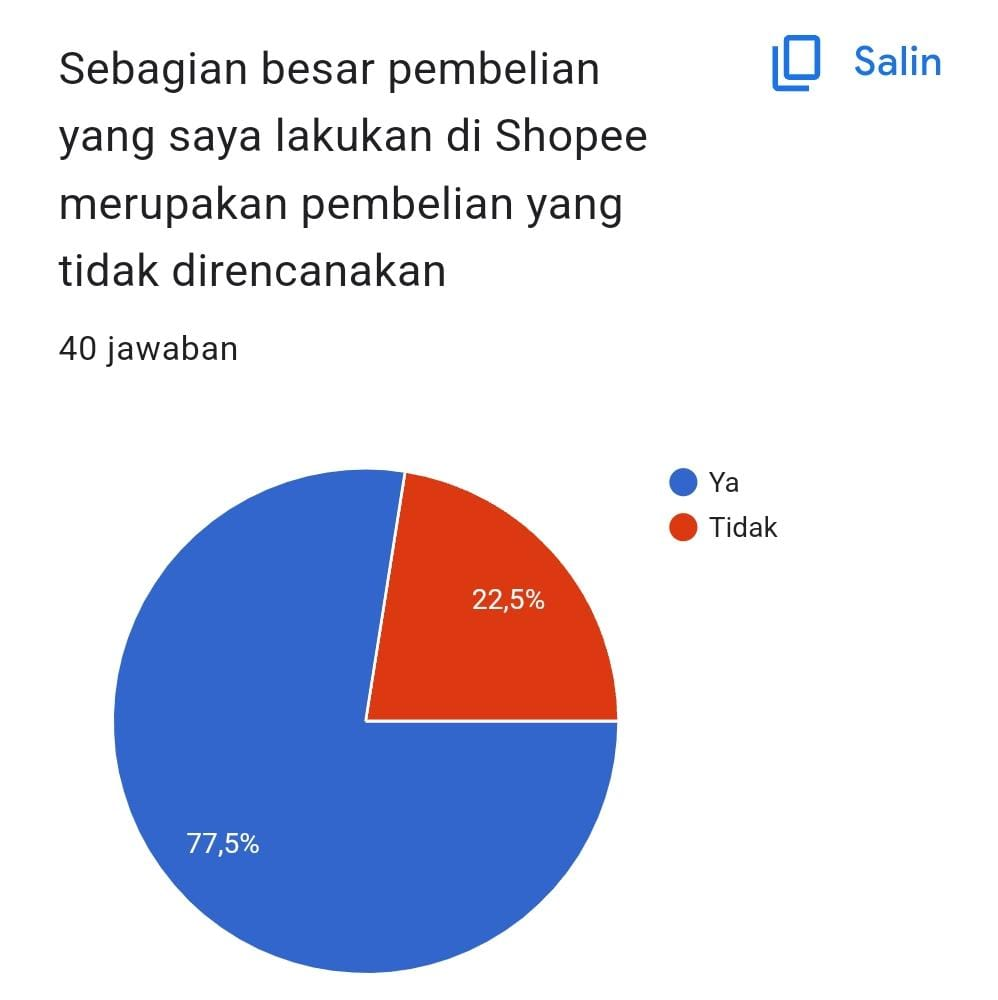 Sebagian besar pembelian
yang saya lakukan di Shopee
merupakan pembelian yang
tidak direncanakan
Salin
40 jawaban
Ya
Tidak
22,5%
77,5%